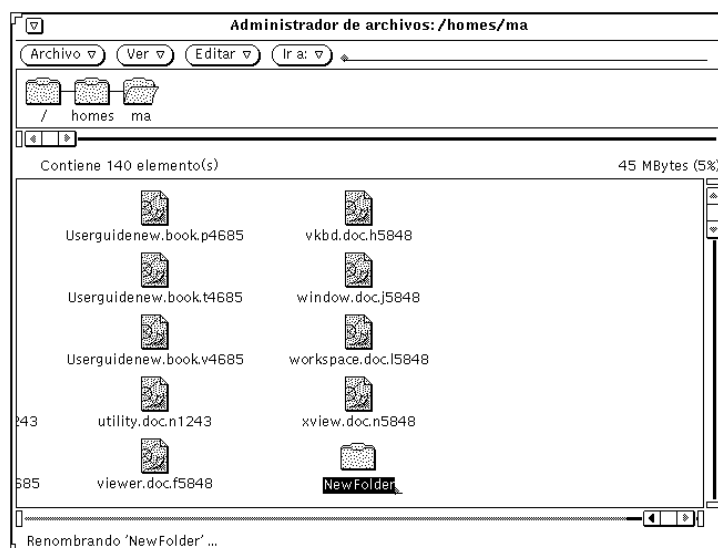 Administrador de archivos: /homes/ma
Archivo Ver Editar Ir a:
/ homes ma
Contiene 140 elemento(s) 45 MBytes (5%)
Userguidenew.book.p4685 vkbd.doc.h5848
Userguidenew.book.t4685 window.doc.j5848
Userguidenew.book.v4685 workspace.doc.l5848
243 utility.doc.n1243 xview.doc.n5848
685 viewer.doc.f5848 NewFolder
Renombrando 'NewFolder' ...